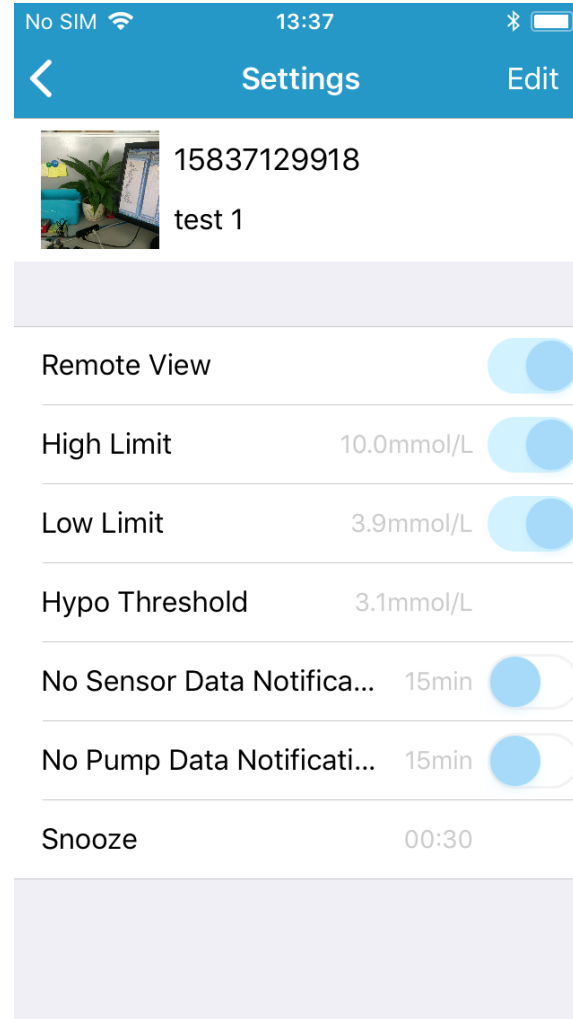 No SIM 13:37
Settings Edit
15837129918
test 1
Remote View
High Limit 10.0mmol/L
Low Limit 3.9mmol/L
Hypo Threshold 3.1mmol/L
No Sensor Data Notifica... 15min
No Pump Data Notificati... 15min
Snooze 00:30